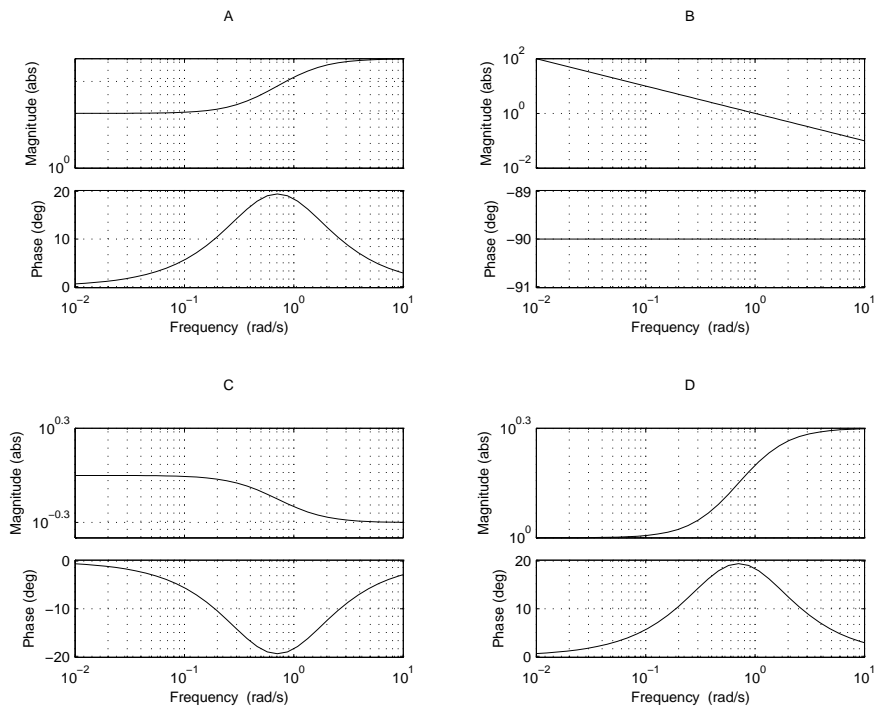 A
Magnitude (abs)
10^0
Phase (deg)
20
10
0
10^−2
10^−1
10^0
10^1
Frequency (rad/s)
B
Magnitude (abs)
10^2
10^0
10^−2
Phase (deg)
−89
−90
−91
10^−2
10^−1
10^0
10^1
Frequency (rad/s)
C
Magnitude (abs)
10^0.3
10^−0.3
Phase (deg)
0
−10
−20
10^−2
10^−1
10^0
10^1
Frequency (rad/s)
D
Magnitude (abs)
10^0.3
10^0
Phase (deg)
20
10
0
10^−2
10^−1
10^0
10^1
Frequency (rad/s)